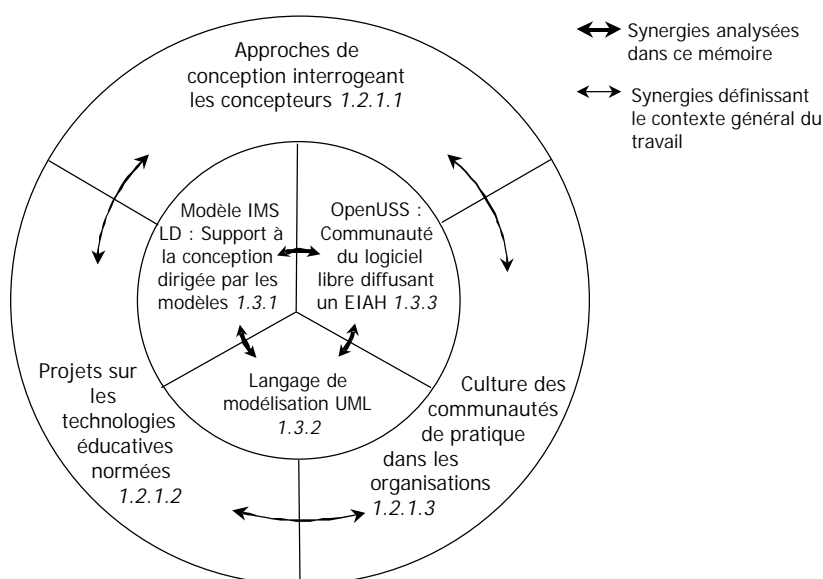 Approches de
conception interrogeant
les concepteurs 1.2.1.1
Synergies analysées
dans ce mémoire
Synergies définissant
le contexte général du
travail
Modèle IMS
LD : Support à
la conception
dirigée par les
modèles 1.3.1
OpenUSS :
Communauté
du logiciel
libre diffusant
un EIAH 1.3.3
Langage de
modélisation UML
1.3.2
Projets sur
les
technologies
éducatives
normées
1.2.1.2
Culture des
communautés
de pratique
dans les
organisations
1.2.1.3